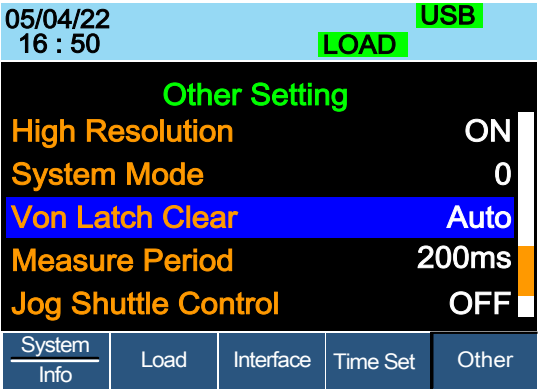 05/04/22 USB
16 : 50 LOAD
Other Setting
High Resolution ON
System Mode 0
Von Latch Clear Auto
Measure Period 200ms
Jog Shuttle Control OFF
System
Info
Load
Interface
Time Set
Other